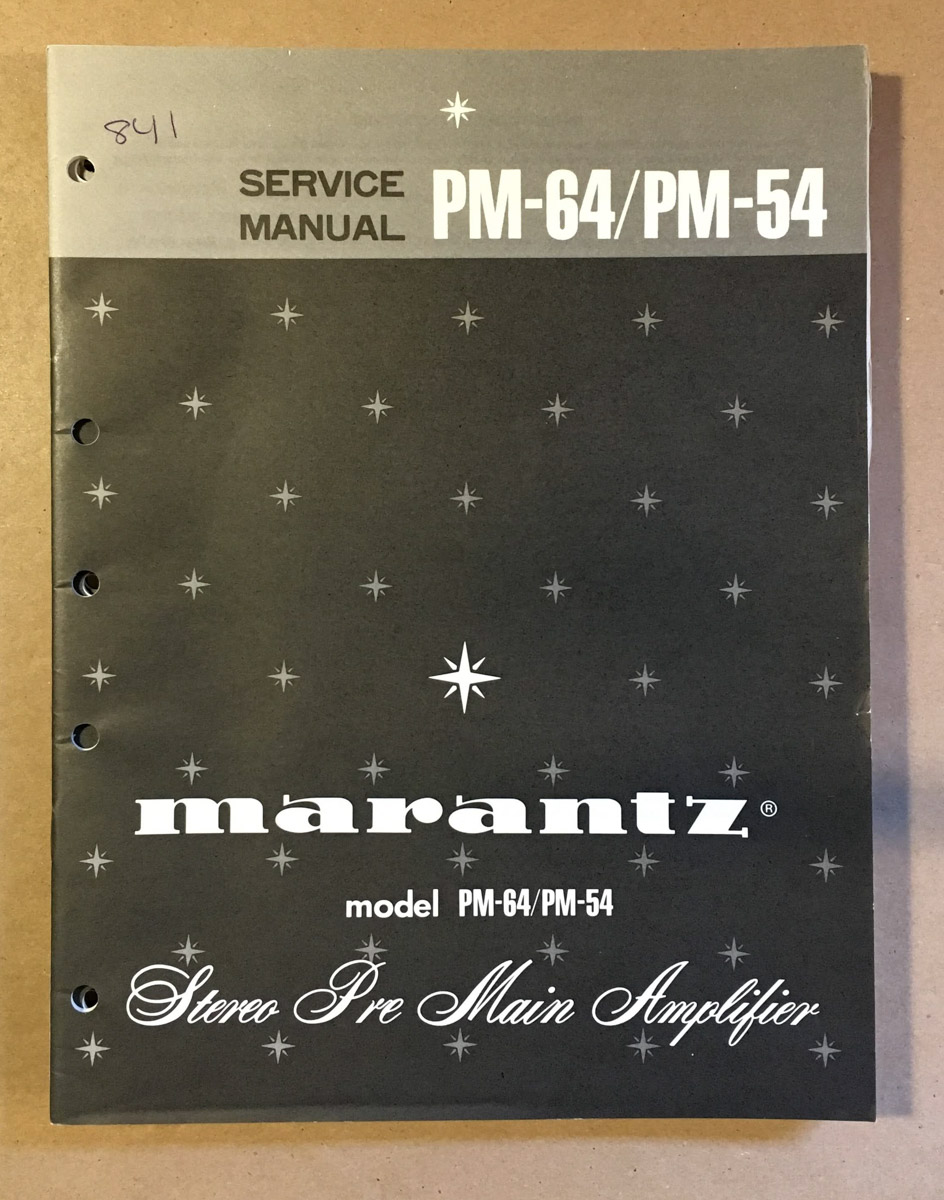 841
SERVICE
MANUAL
PM-64/PM-54
marantz®
model PM-64/PM-54
Stereo Pre Main Amplifier